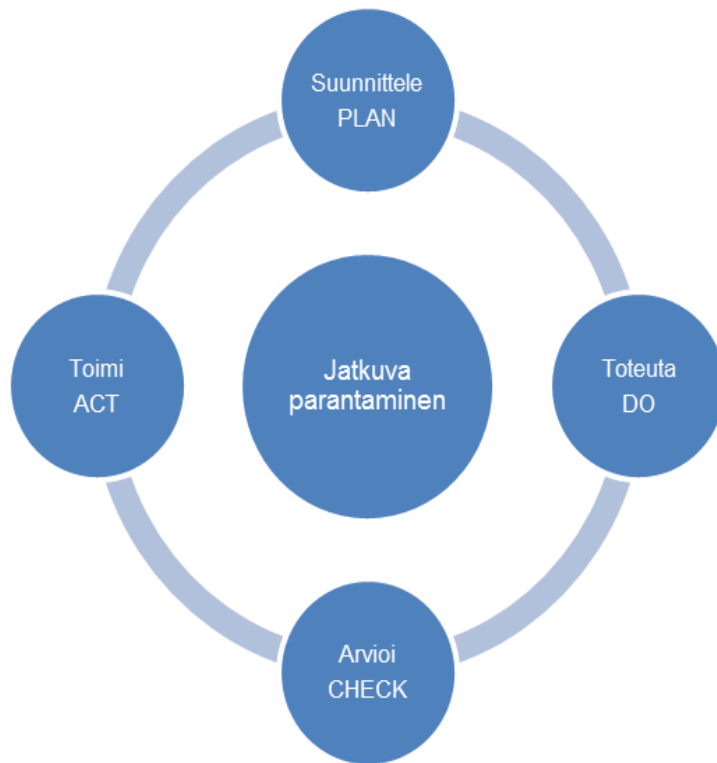 Suunnittele
PLAN
Toimi
ACT
Jatkuva
parantaminen
Toteuta
DO
Arvioi
CHECK